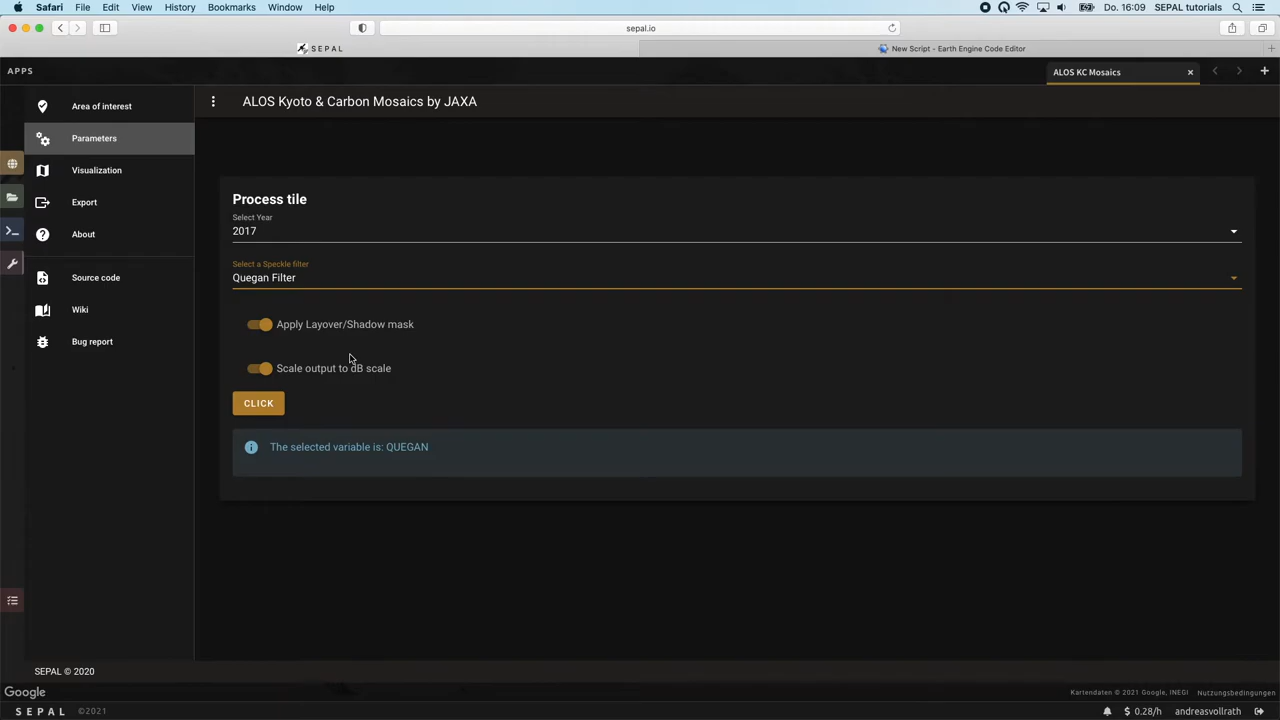 Safari File Edit View History Bookmarks Window Help Do. 16:09 SEPAL tutorials
sepal.io
SEPAL
New Script - Earth Engine Code Editor
APPS
ALOS KC Mosaics
Area of interest
ALOS Kyoto & Carbon Mosaics by JAXA
Parameters
Visualization
Export
About
Source code
Wiki
Bug report
Process tile
Select Year
2017
Select a Speckle filter
Quegan Filter
Apply Layover/Shadow mask
Scale output to dB scale
CLICK
The selected variable is: QUEGAN
SEPAL © 2020
Google
Kartendaten © 2021 Google, INEGI Nutzungsbedingungen
SEPAL ©2021
$ 0.28/h andreasvollrath